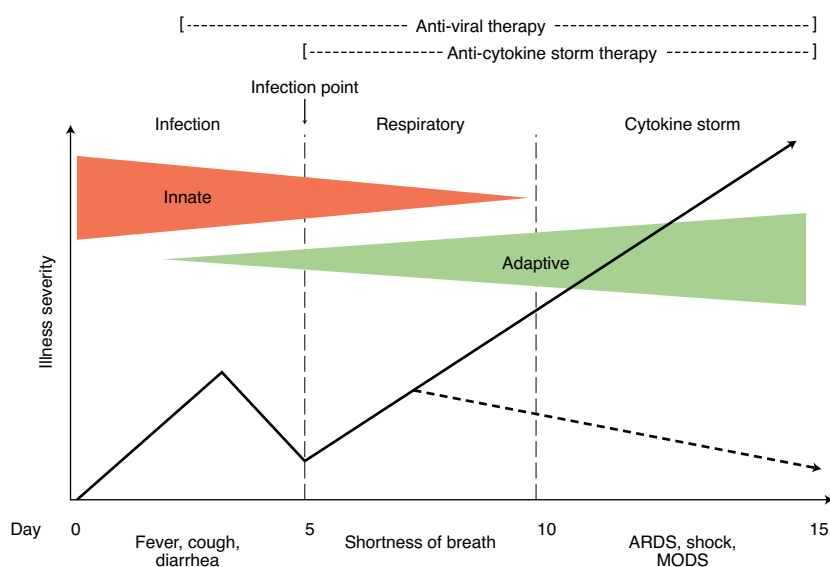 Anti-viral therapy
Anti-cytokine storm therapy
Infection point
Infection
Respiratory
Cytokine storm
Innate
Adaptive
Illness severity
Day
0
5
10
15
Fever, cough,
diarrhea
Shortness of breath
ARDS, shock,
MODS